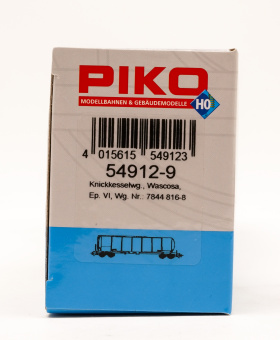 PIKO
MODELLBAHNEN & GEBÄUDEMODELLE
H0
4 015615 549123
54912-9
Knickkesselwg., Wascosa,
Ep. VI, Wg. Nr.: 7844 816-8